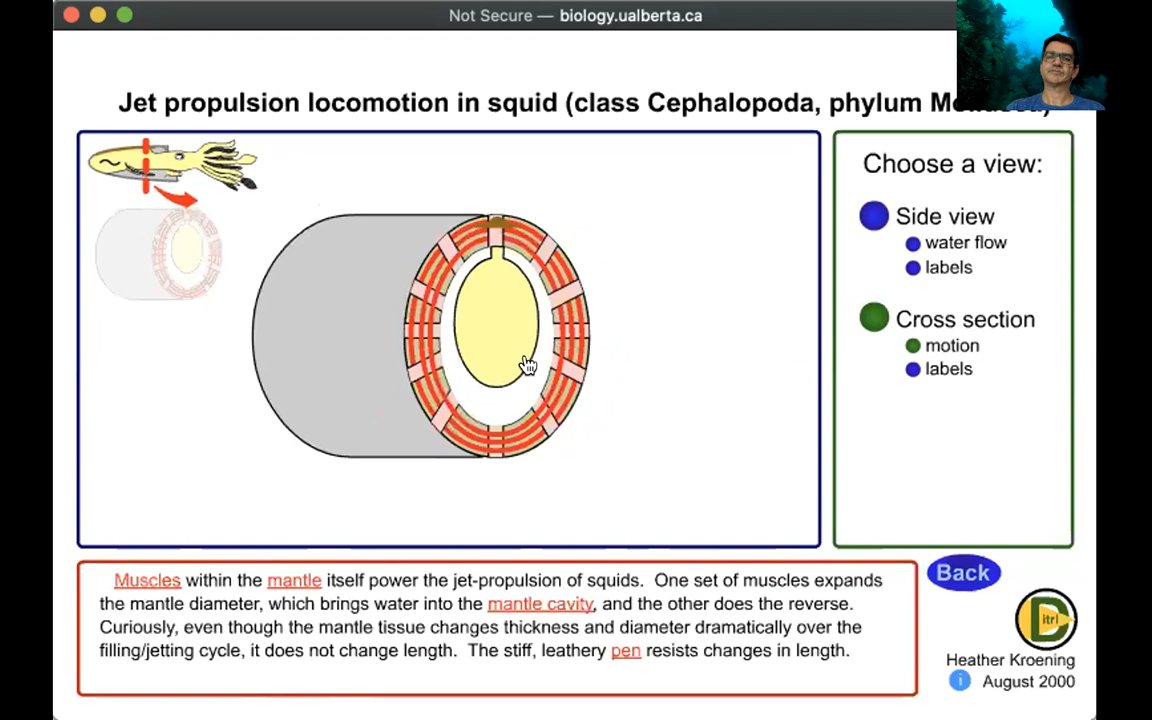 Not Secure — biology.ualberta.ca
Jet propulsion locomotion in squid (class Cephalopoda, phylum
Choose a view:
Side view
water flow
labels
Cross section
motion
labels
Muscles within the mantle itself power the jet-propulsion of squids. One set of muscles expands
the mantle diameter, which brings water into the mantle cavity, and the other does the reverse.
Curiously, even though the mantle tissue changes thickness and diameter dramatically over the
filling/jetting cycle, it does not change length. The stiff, leathery pen resists changes in length.
Back
itrl
Heather Kroening
i August 2000